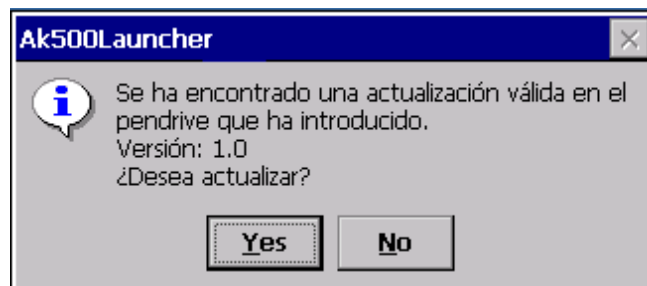 Ak500Launcher
Se ha encontrado una actualización válida en el
pendrive que ha introducido.
Versión: 1.0
¿Desea actualizar?
Yes No